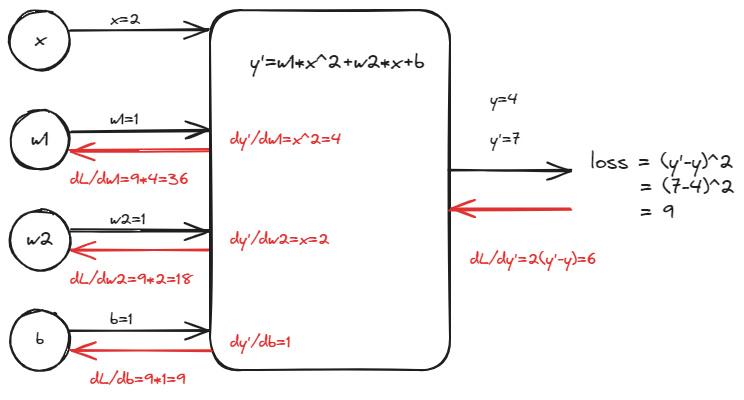 x
x=2
y'=w1*x^2+w2*x+b
w1
w1=1
dy'/dw1=x^2=4
dL/dw1=9*4=36
w2
w2=1
dy'/dw2=x=2
dL/dw2=9*2=18
b
b=1
dy'/db=1
dL/db=9*1=9
y=4
y'=7
loss = (y'-y)^2
= (7-4)^2
= 9
dL/dy'=2(y'-y)=6